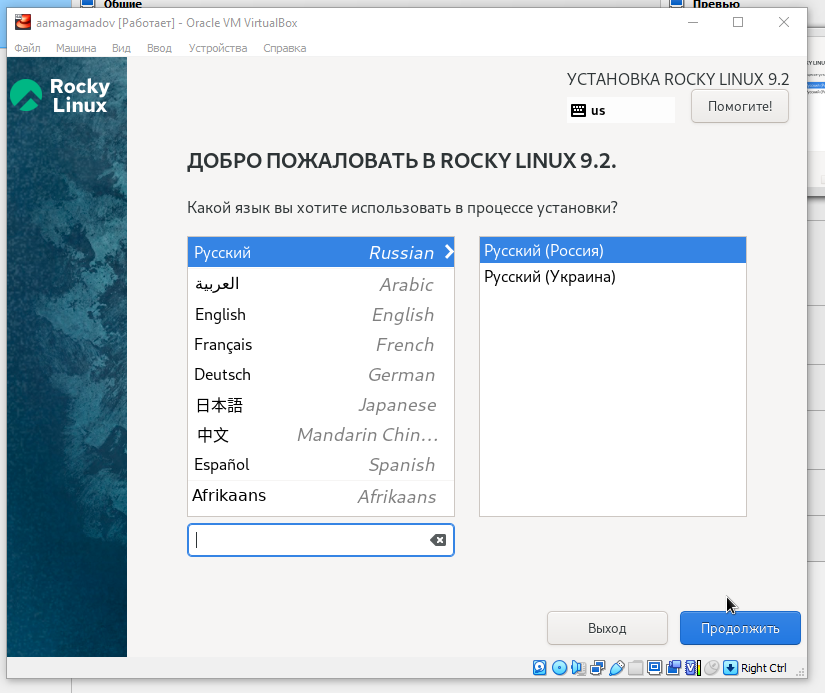 Общие
Превью
aamagamadov [Работает] - Oracle VM VirtualBox
Файл Машина Вид Ввод Устройства Справка
Rocky
Linux
УСТАНОВКА ROCKY LINUX 9.2
us
Помогите!
ДОБРО ПОЖАЛОВАТЬ В ROCKY LINUX 9.2.
Какой язык вы хотите использовать в процессе установки?
Русский Russian
العربية Arabic
English English
Français French
Deutsch German
日本語 Japanese
中文 Mandarin Chin…
Español Spanish
Afrikaans Afrikaans
Русский (Россия)
Русский (Украина)
Выход
Продолжить
Right Ctrl